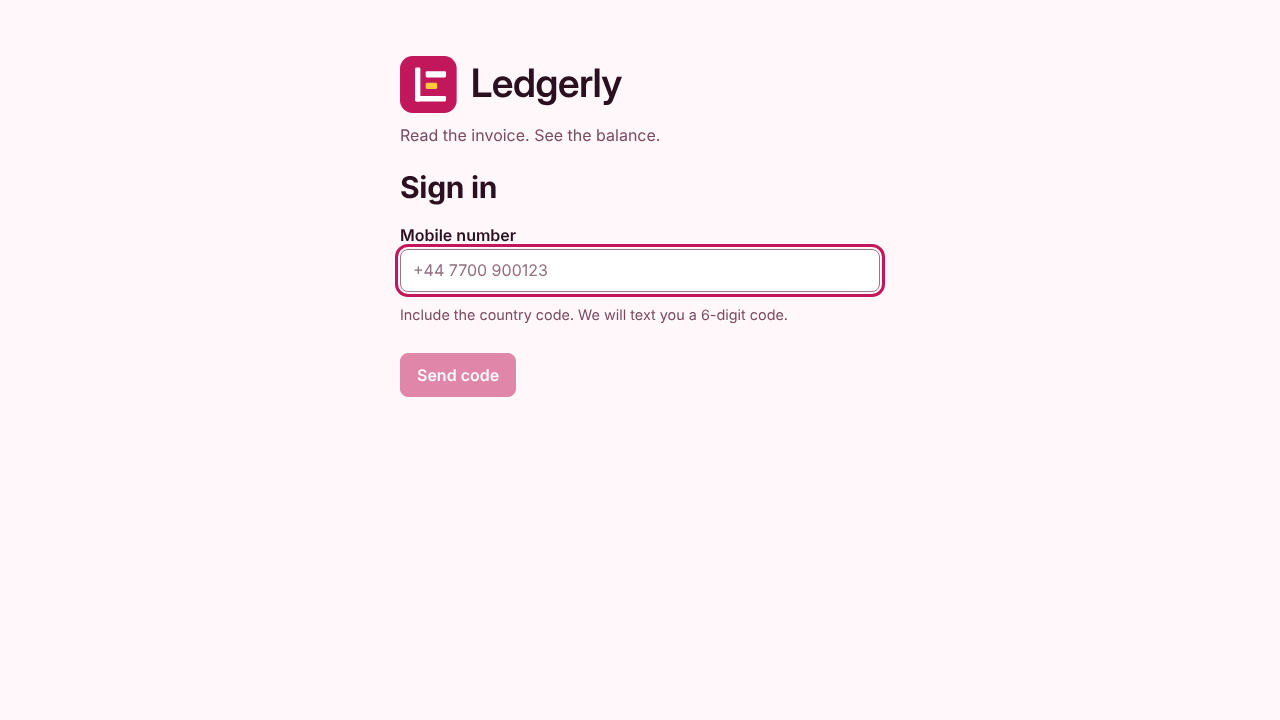 Ledgerly
Read the invoice. See the balance.
Sign in
Mobile number
+44 7700 900123
Include the country code. We will text you a 6-digit code.
Send code